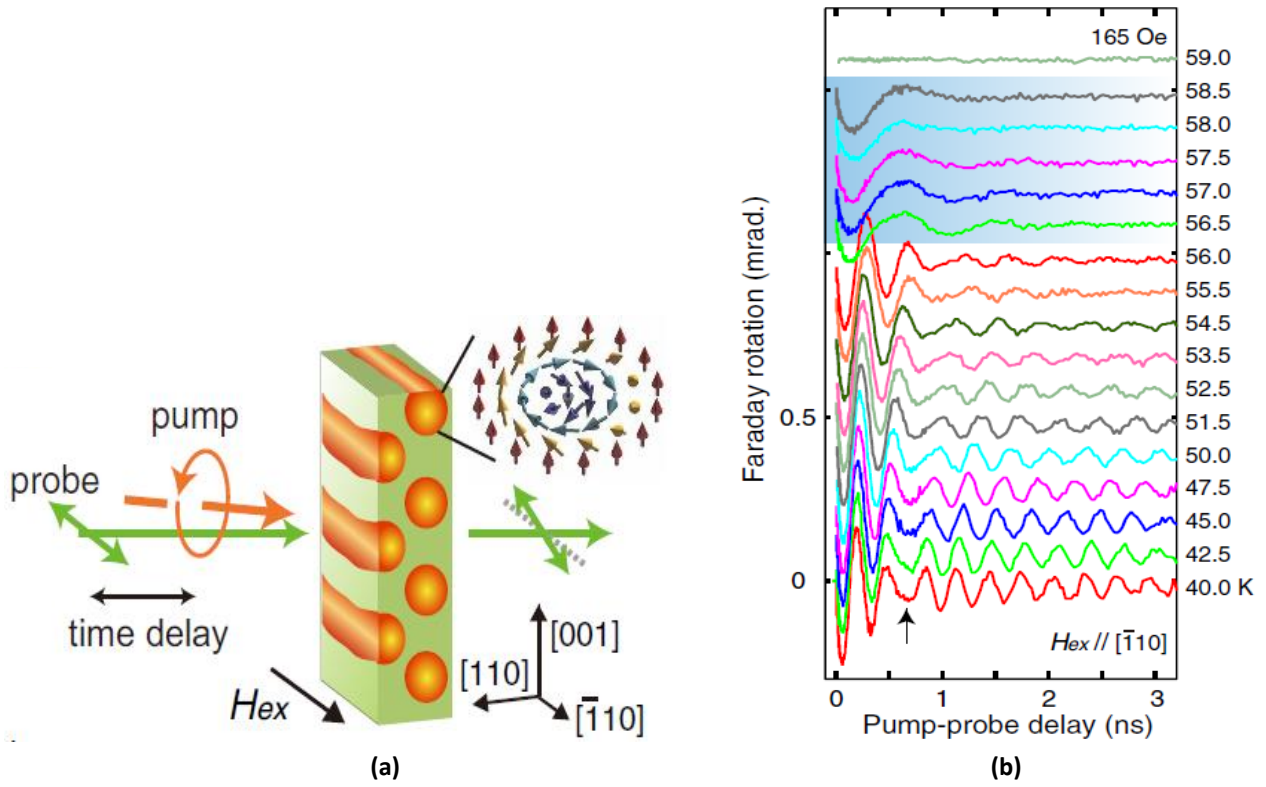 pump
probe
time delay
Hex
[001]
[110]
[1̅10]
(a)
165 Oe
59.0
58.5
58.0
57.5
57.0
56.5
56.0
55.5
54.5
53.5
52.5
51.5
50.0
47.5
45.0
42.5
40.0 K
Faraday rotation (mrad.)
0.5
0
Hex // [1̅10]
0 1 2 3
Pump-probe delay (ns)
(b)